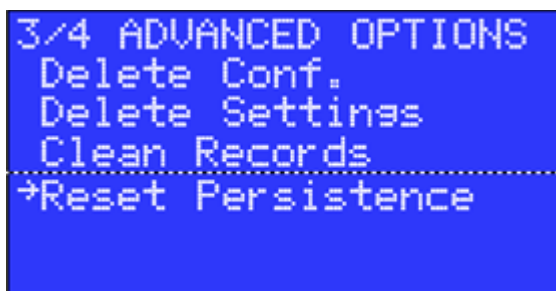 3/4 ADVANCED OPTIONS
Delete Conf.
Delete Settings
Clean Records
→Reset Persistence